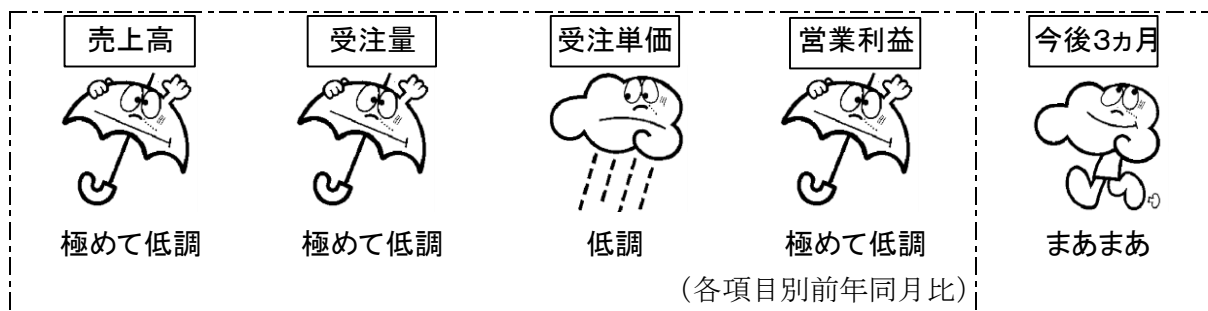 売上高 受注量 受注単価 営業利益 今後3ヵ月
極めて低調 極めて低調 低調 極めて低調 まあまあ
（各項目別前年同月比）